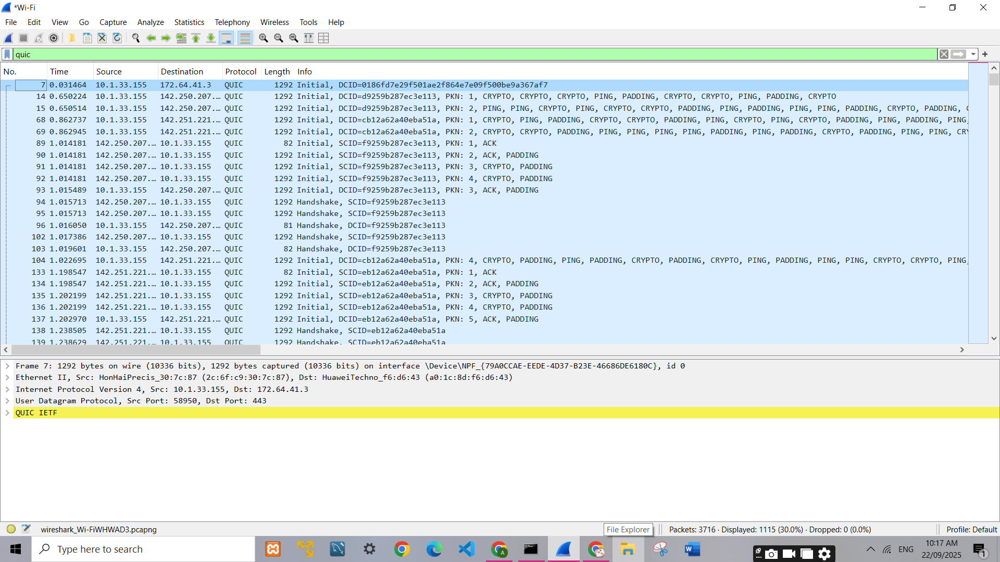 *Wi-Fi
File Edit View Go Capture Analyze Statistics Telephony Wireless Tools Help
quic
No. Time Source Destination Protocol Length Info
7 0.031464 10.1.33.155 172.64.41.3 QUIC 1292 Initial, DCID=0186fd7e29f501ae2f864e7e09f500be9a367af7
14 0.650224 10.1.33.155 142.250.207.… QUIC 1292 Initial, DCID=d9259b287ec3e113, PKN: 1, CRYPTO, CRYPTO, CRYPTO, PING, PADDING, CRYPTO, CRYPTO, PING, PADDING, CRYPTO
15 0.650514 10.1.33.155 142.250.207.… QUIC 1292 Initial, DCID=d9259b287ec3e113, PKN: 2, PING, PING, CRYPTO, PING, CRYPTO, CRYPTO, PADDING, PING, PADDING, PING, PING, PADDING, CRYPTO, PADDING,
68 0.862737 10.1.33.155 142.251.221.… QUIC 1292 Initial, DCID=cb12a62a40eba51a, PKN: 1, CRYPTO, PING, PADDING, CRYPTO, CRYPTO, PADDING, PING, CRYPTO, PING, CRYPTO, PADDING, PING, PADDING, PING,
69 0.862945 10.1.33.155 142.251.221.… QUIC 1292 Initial, DCID=cb12a62a40eba51a, PKN: 2, CRYPTO, CRYPTO, PADDING, PING, PING, PING, PING, PADDING, PING, PADDING, CRYPTO, PADDING, PING, PING, CRY
89 1.014181 142.250.207.… 10.1.33.155 QUIC 82 Initial, SCID=f9259b287ec3e113, PKN: 1, ACK
90 1.014181 142.250.207.… 10.1.33.155 QUIC 1292 Initial, SCID=f9259b287ec3e113, PKN: 2, ACK, PADDING
91 1.014181 142.250.207.… 10.1.33.155 QUIC 1292 Initial, SCID=f9259b287ec3e113, PKN: 3, CRYPTO, PADDING
92 1.014181 142.250.207.… 10.1.33.155 QUIC 1292 Initial, SCID=f9259b287ec3e113, PKN: 4, CRYPTO, PADDING
93 1.015489 10.1.33.155 142.250.207.… QUIC 1292 Initial, DCID=f9259b287ec3e113, PKN: 3, ACK, PADDING
94 1.015713 142.250.207.… 10.1.33.155 QUIC 1292 Handshake, SCID=f9259b287ec3e113
95 1.015713 142.250.207.… 10.1.33.155 QUIC 1292 Handshake, SCID=f9259b287ec3e113
96 1.016050 10.1.33.155 142.250.207.… QUIC 81 Handshake, DCID=f9259b287ec3e113
102 1.017386 142.250.207.… 10.1.33.155 QUIC 1292 Handshake, SCID=f9259b287ec3e113
103 1.019601 10.1.33.155 142.250.207.… QUIC 82 Handshake, DCID=f9259b287ec3e113
104 1.022695 10.1.33.155 142.251.221.… QUIC 1292 Initial, DCID=cb12a62a40eba51a, PKN: 4, CRYPTO, PADDING, PING, PADDING, CRYPTO, PADDING, CRYPTO, PING, PADDING, PING, PING, CRYPTO, CRYPTO, PING,
133 1.198547 142.251.221.… 10.1.33.155 QUIC 82 Initial, SCID=eb12a62a40eba51a, PKN: 1, ACK
134 1.198547 142.251.221.… 10.1.33.155 QUIC 1292 Initial, SCID=eb12a62a40eba51a, PKN: 2, ACK, PADDING
135 1.202199 142.251.221.… 10.1.33.155 QUIC 1292 Initial, SCID=eb12a62a40eba51a, PKN: 3, CRYPTO, PADDING
136 1.202199 142.251.221.… 10.1.33.155 QUIC 1292 Initial, SCID=eb12a62a40eba51a, PKN: 4, CRYPTO, PADDING
137 1.202970 10.1.33.155 142.251.221.… QUIC 1292 Initial, DCID=eb12a62a40eba51a, PKN: 5, ACK, PADDING
138 1.238505 142.251.221.… 10.1.33.155 QUIC 1292 Handshake, SCID=eb12a62a40eba51a
139 1.238629 142.251.221.… 10.1.33.155 QUIC 1292 Handshake, SCID=eb12a62a40eba51a
Frame 7: 1292 bytes on wire (10336 bits), 1292 bytes captured (10336 bits) on interface \Device\NPF_{79A0CCAE-EEDE-4D37-B23E-46686DE6180C}, id 0
Ethernet II, Src: HonHaiPrecis_30:7c:87 (2c:6f:c9:30:7c:87), Dst: HuaweiTechno_f6:d6:43 (a0:1c:8d:f6:d6:43)
Internet Protocol Version 4, Src: 10.1.33.155, Dst: 172.64.41.3
User Datagram Protocol, Src Port: 58950, Dst Port: 443
QUIC IETF
wireshark_Wi-FiWHWAD3.pcapng File Explorer Packets: 3716 · Displayed: 1115 (30.0%) · Dropped: 0 (0.0%) Profile: Default
Type here to search ENG 10:17 AM
22/09/2025 1